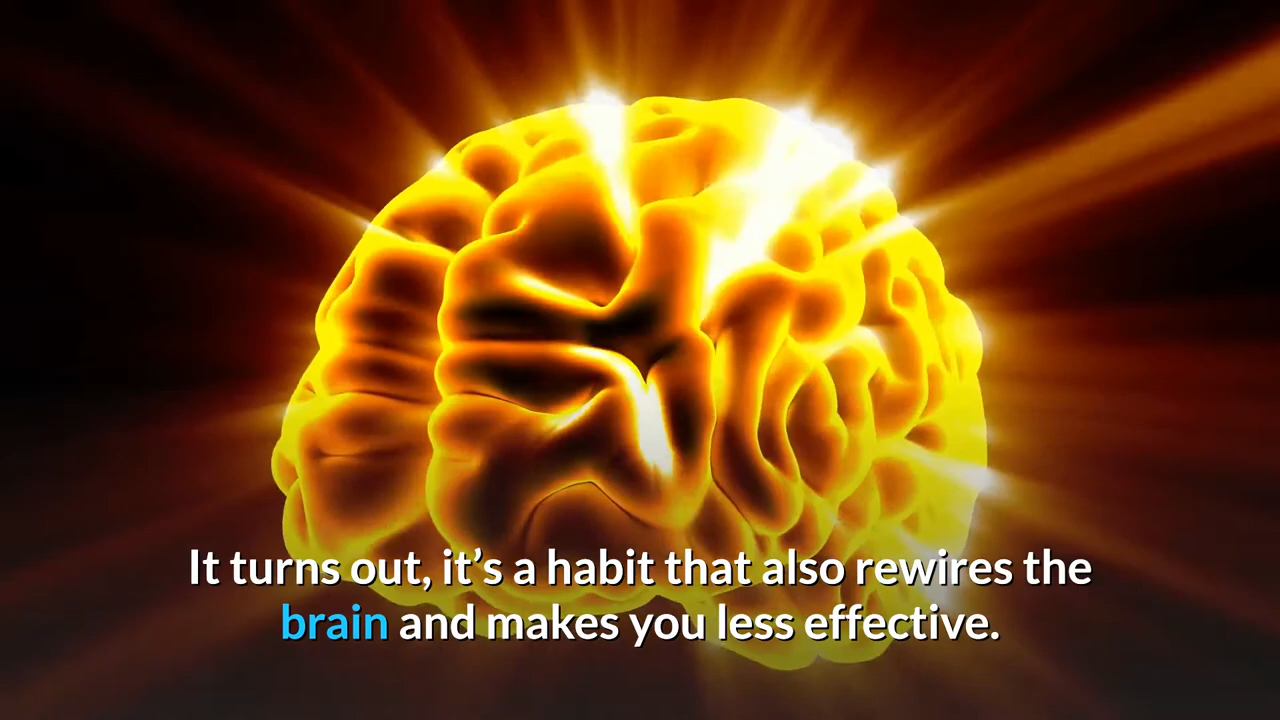 It turns out, it’s a habit that also rewires the
brain and makes you less effective.